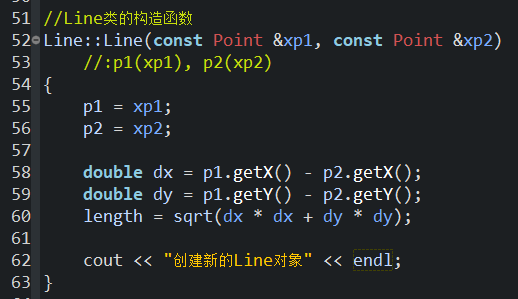 51 //Line类的构造函数
52 Line::Line(const Point &xp1, const Point &xp2)
53     //:p1(xp1), p2(xp2)
54 {
55     p1 = xp1;
56     p2 = xp2;
57
58     double dx = p1.getX() - p2.getX();
59     double dy = p1.getY() - p2.getY();
60     length = sqrt(dx * dx + dy * dy);
61
62     cout << "创建新的Line对象" << endl;
63 }